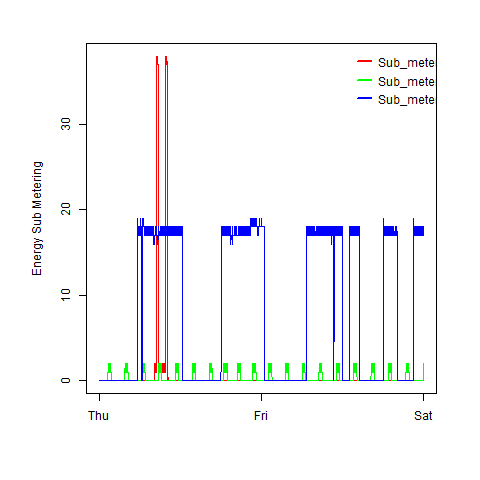 Sub_mete
Sub_mete
Sub_mete
Energy Sub Metering
30
20
10
0
Thu Fri Sat